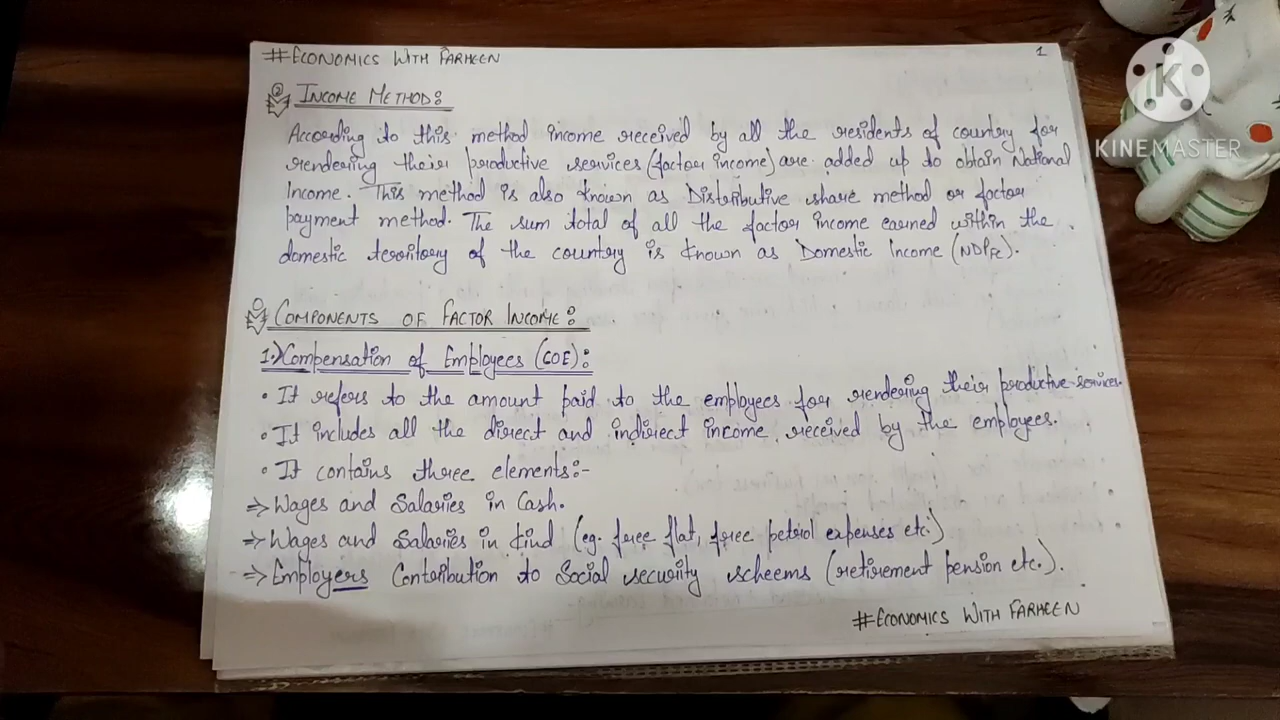 #ECONOMICS WITH FARHEEN
1
② INCOME METHOD:
According to this method income received by all the residents of country for
rendering their productive services (factor income) are added up to obtain National
Income. This method is also known as Distributive share method or factor
payment method. The sum total of all the factor income earned within the
domestic territory of the country is known as Domestic Income (NDPFC).
COMPONENTS OF FACTOR INCOME:
1.) Compensation of Employees (COE):
• It refers to the amount paid to the employees for rendering their productive services
• It includes all the direct and indirect income received by the employees.
• It contains three elements:-
⇒ Wages and Salaries in Cash.
⇒ Wages and Salaries in kind (eg. free flat, free petrol expenses etc.)
⇒ Employers Contribution to Social security scheems (retirement pension etc.).
#ECONOMICS WITH FARHEEN
K
KINEMASTER